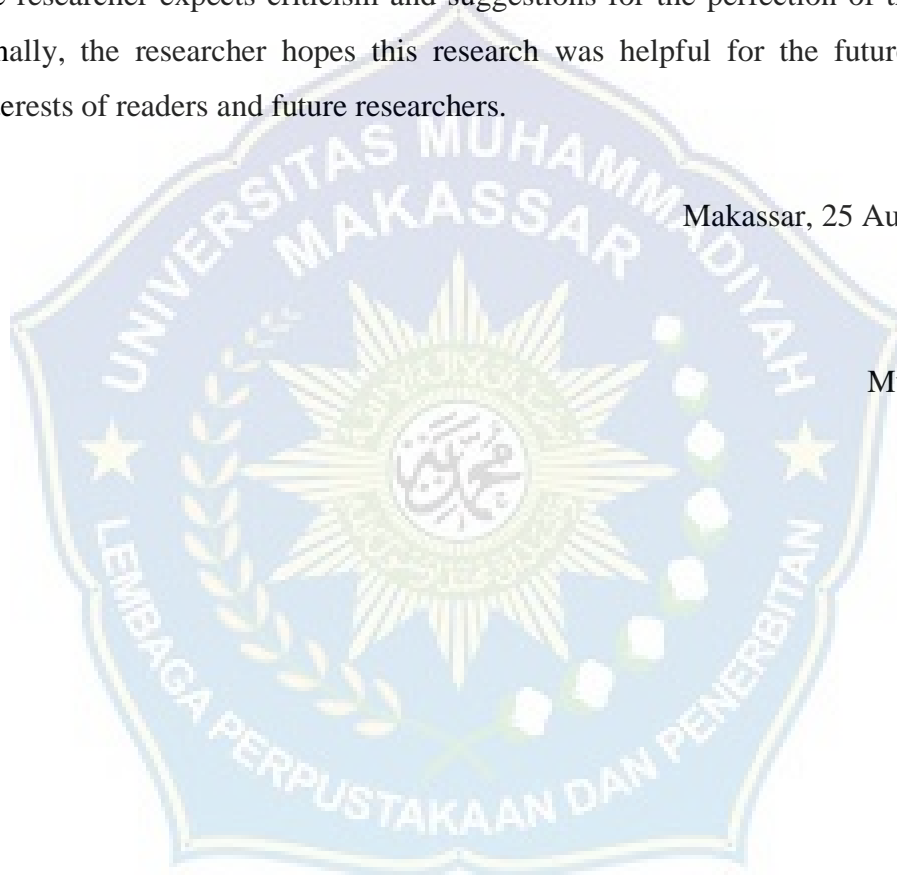 e researcher expects criticism and suggestions for the perfection of t
nally, the researcher hopes this research was helpful for the future
erests of readers and future researchers.
UNIVERSITAS MUHAMMADIYAH
MAKASSAR
Makassar, 25 Au
M
LEMBAGA PERPUSTAKAAN DAN PENERBITAN